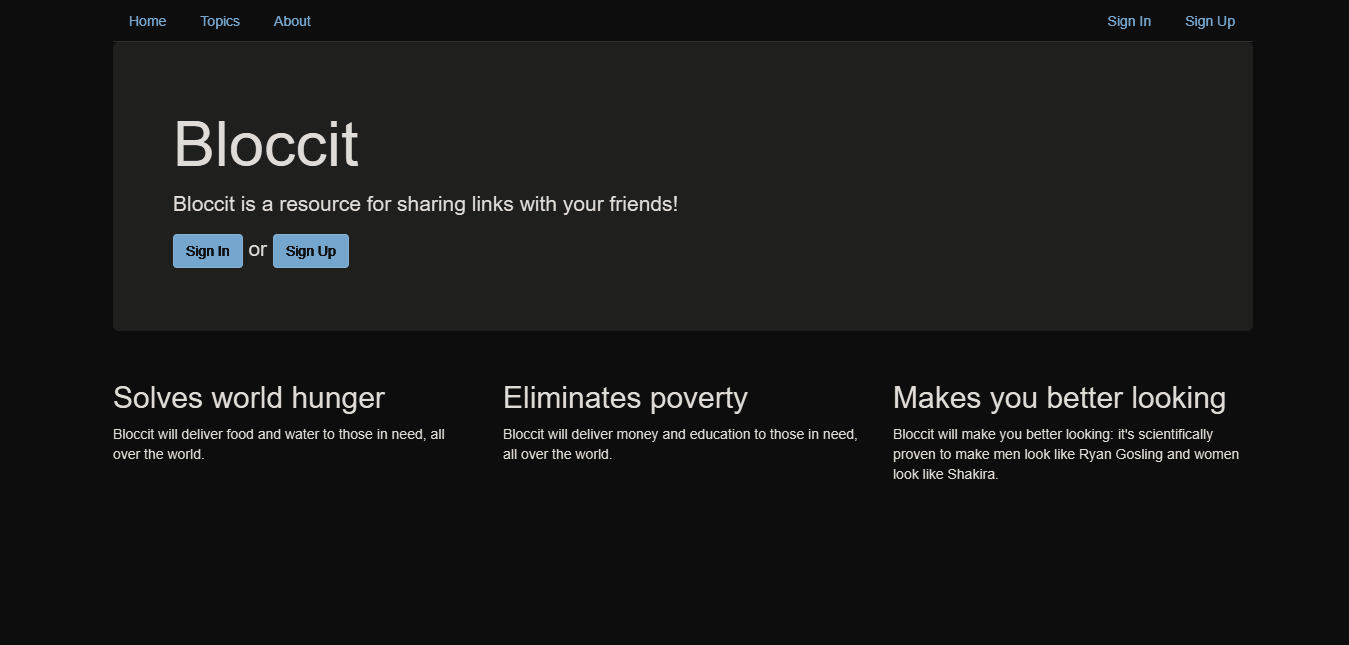 Home Topics About Sign In Sign Up
Bloccit
Bloccit is a resource for sharing links with your friends!
Sign In or Sign Up
Solves world hunger
Bloccit will deliver food and water to those in need, all
over the world.
Eliminates poverty
Bloccit will deliver money and education to those in need,
all over the world.
Makes you better looking
Bloccit will make you better looking: it's scientifically
proven to make men look like Ryan Gosling and women
look like Shakira.